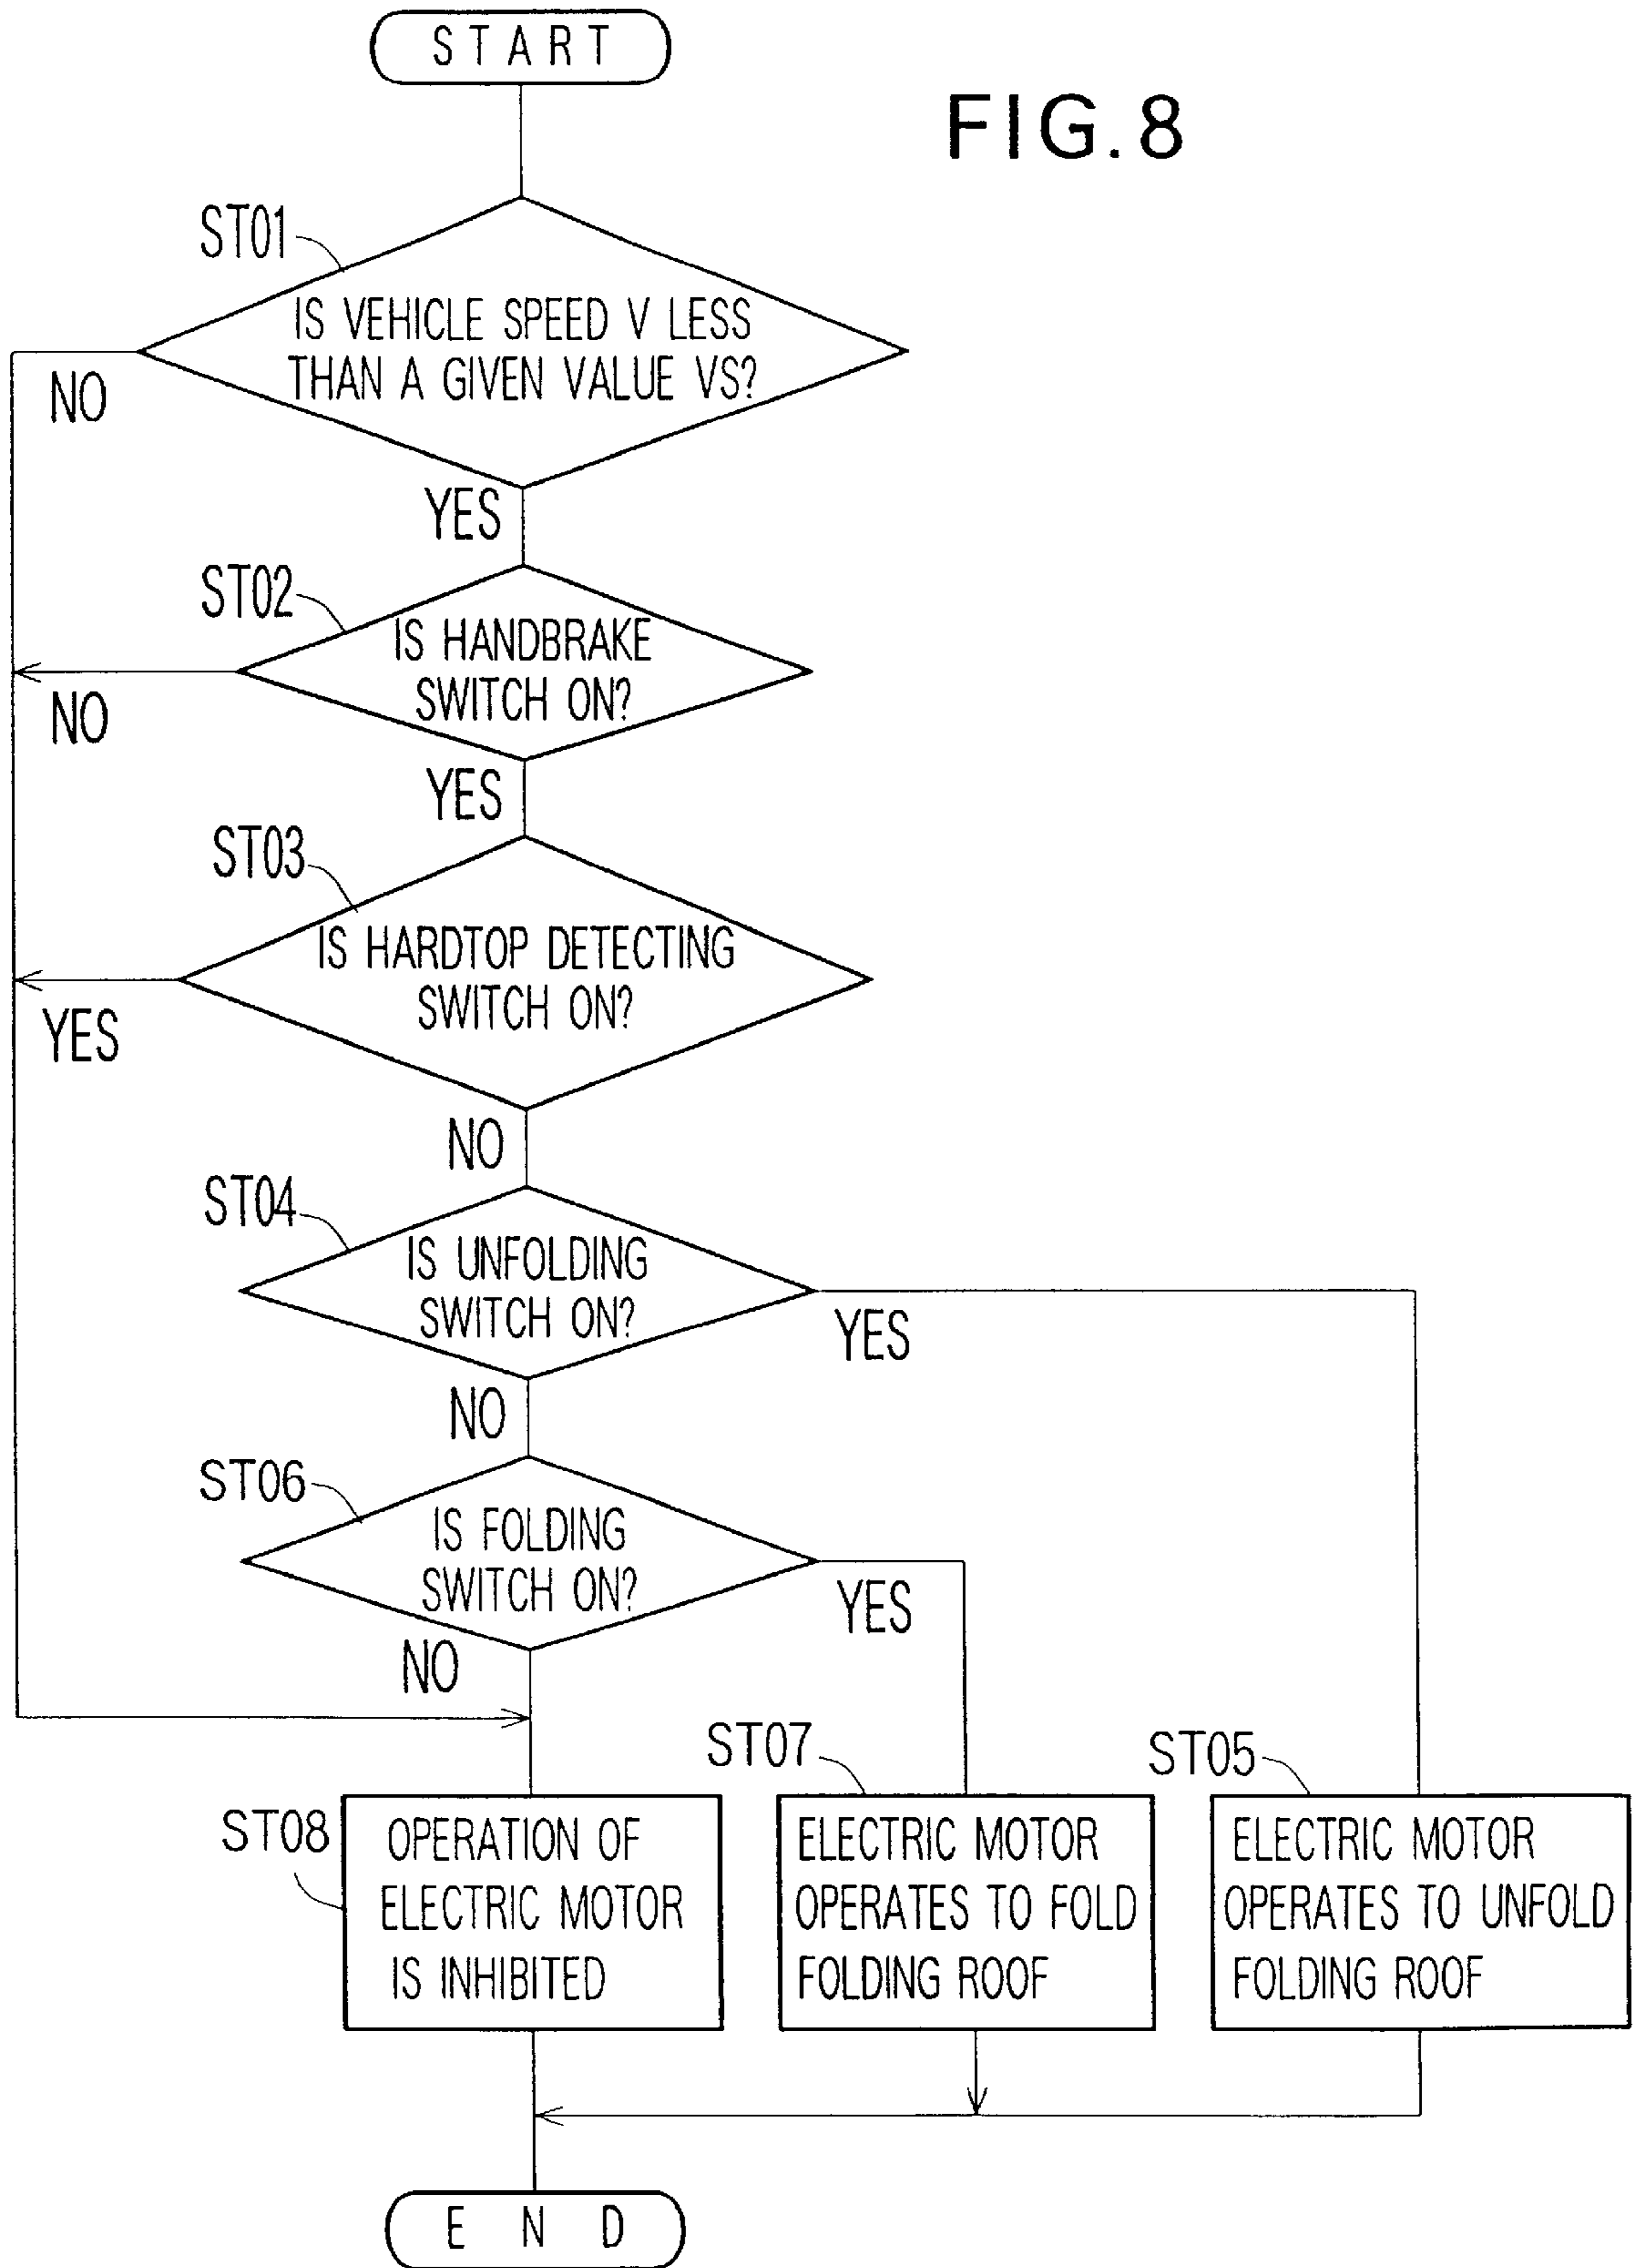 START
FIG.8
ST01
IS VEHICLE SPEED V LESS
THAN A GIVEN VALUE VS?
NO
YES
ST02
IS HANDBRAKE
SWITCH ON?
NO
YES
ST03
IS HARDTOP DETECTING
SWITCH ON?
YES
NO
ST04
IS UNFOLDING
SWITCH ON?
YES
NO
ST06
IS FOLDING
SWITCH ON?
YES
NO
ST08
OPERATION OF
ELECTRIC MOTOR
IS INHIBITED
ST07
ELECTRIC MOTOR
OPERATES TO FOLD
FOLDING ROOF
ST05
ELECTRIC MOTOR
OPERATES TO UNFOLD
FOLDING ROOF
END